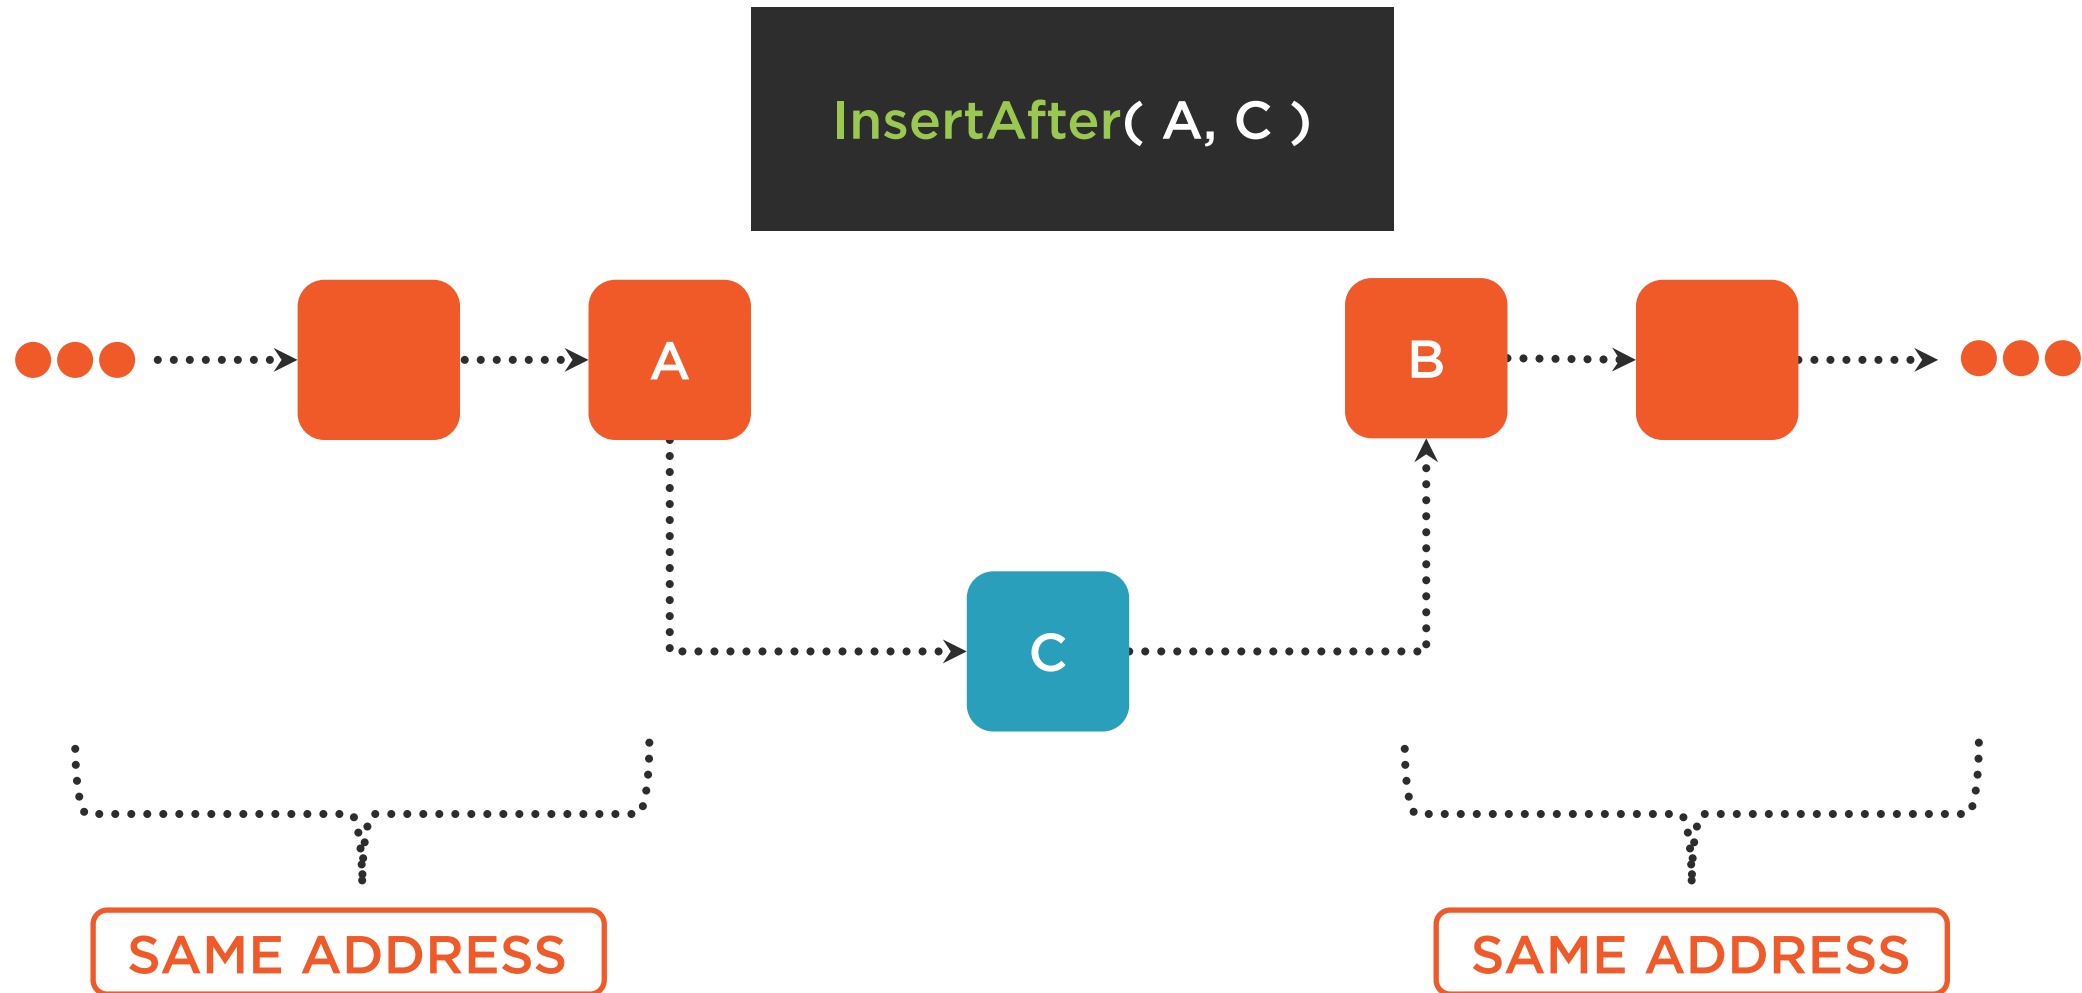 InsertAfter( A, C )
A
B
C
SAME ADDRESS
SAME ADDRESS